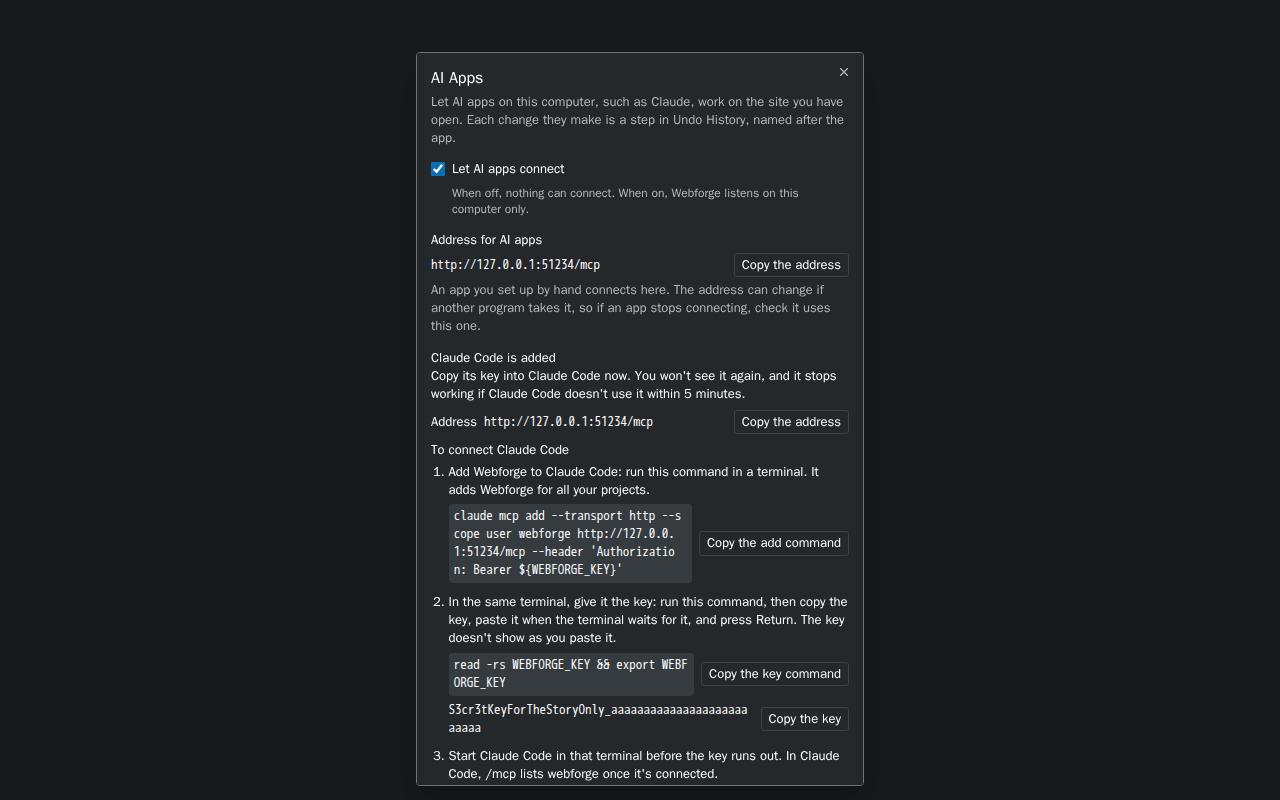 AI Apps
Let AI apps on this computer, such as Claude, work on the site you have
open. Each change they make is a step in Undo History, named after the
app.
Let AI apps connect
When off, nothing can connect. When on, Webforge listens on this
computer only.
Address for AI apps
http://127.0.0.1:51234/mcp
Copy the address
An app you set up by hand connects here. The address can change if
another program takes it, so if an app stops connecting, check it uses
this one.
Claude Code is added
Copy its key into Claude Code now. You won't see it again, and it stops
working if Claude Code doesn't use it within 5 minutes.
Address http://127.0.0.1:51234/mcp
Copy the address
To connect Claude Code
1. Add Webforge to Claude Code: run this command in a terminal. It
adds Webforge for all your projects.
claude mcp add --transport http --s
cope user webforge http://127.0.0.
1:51234/mcp --header 'Authorizatio
n: Bearer ${WEBFORGE_KEY}'
Copy the add command
2. In the same terminal, give it the key: run this command, then copy the
key, paste it when the terminal waits for it, and press Return. The key
doesn't show as you paste it.
read -rs WEBFORGE_KEY && export WEBF
ORGE_KEY
Copy the key command
S3cr3tKeyForTheStoryOnly_aaaaaaaaaaaaaaaaaaaaa
aaaaa
Copy the key
3. Start Claude Code in that terminal before the key runs out. In Claude
Code, /mcp lists webforge once it's connected.